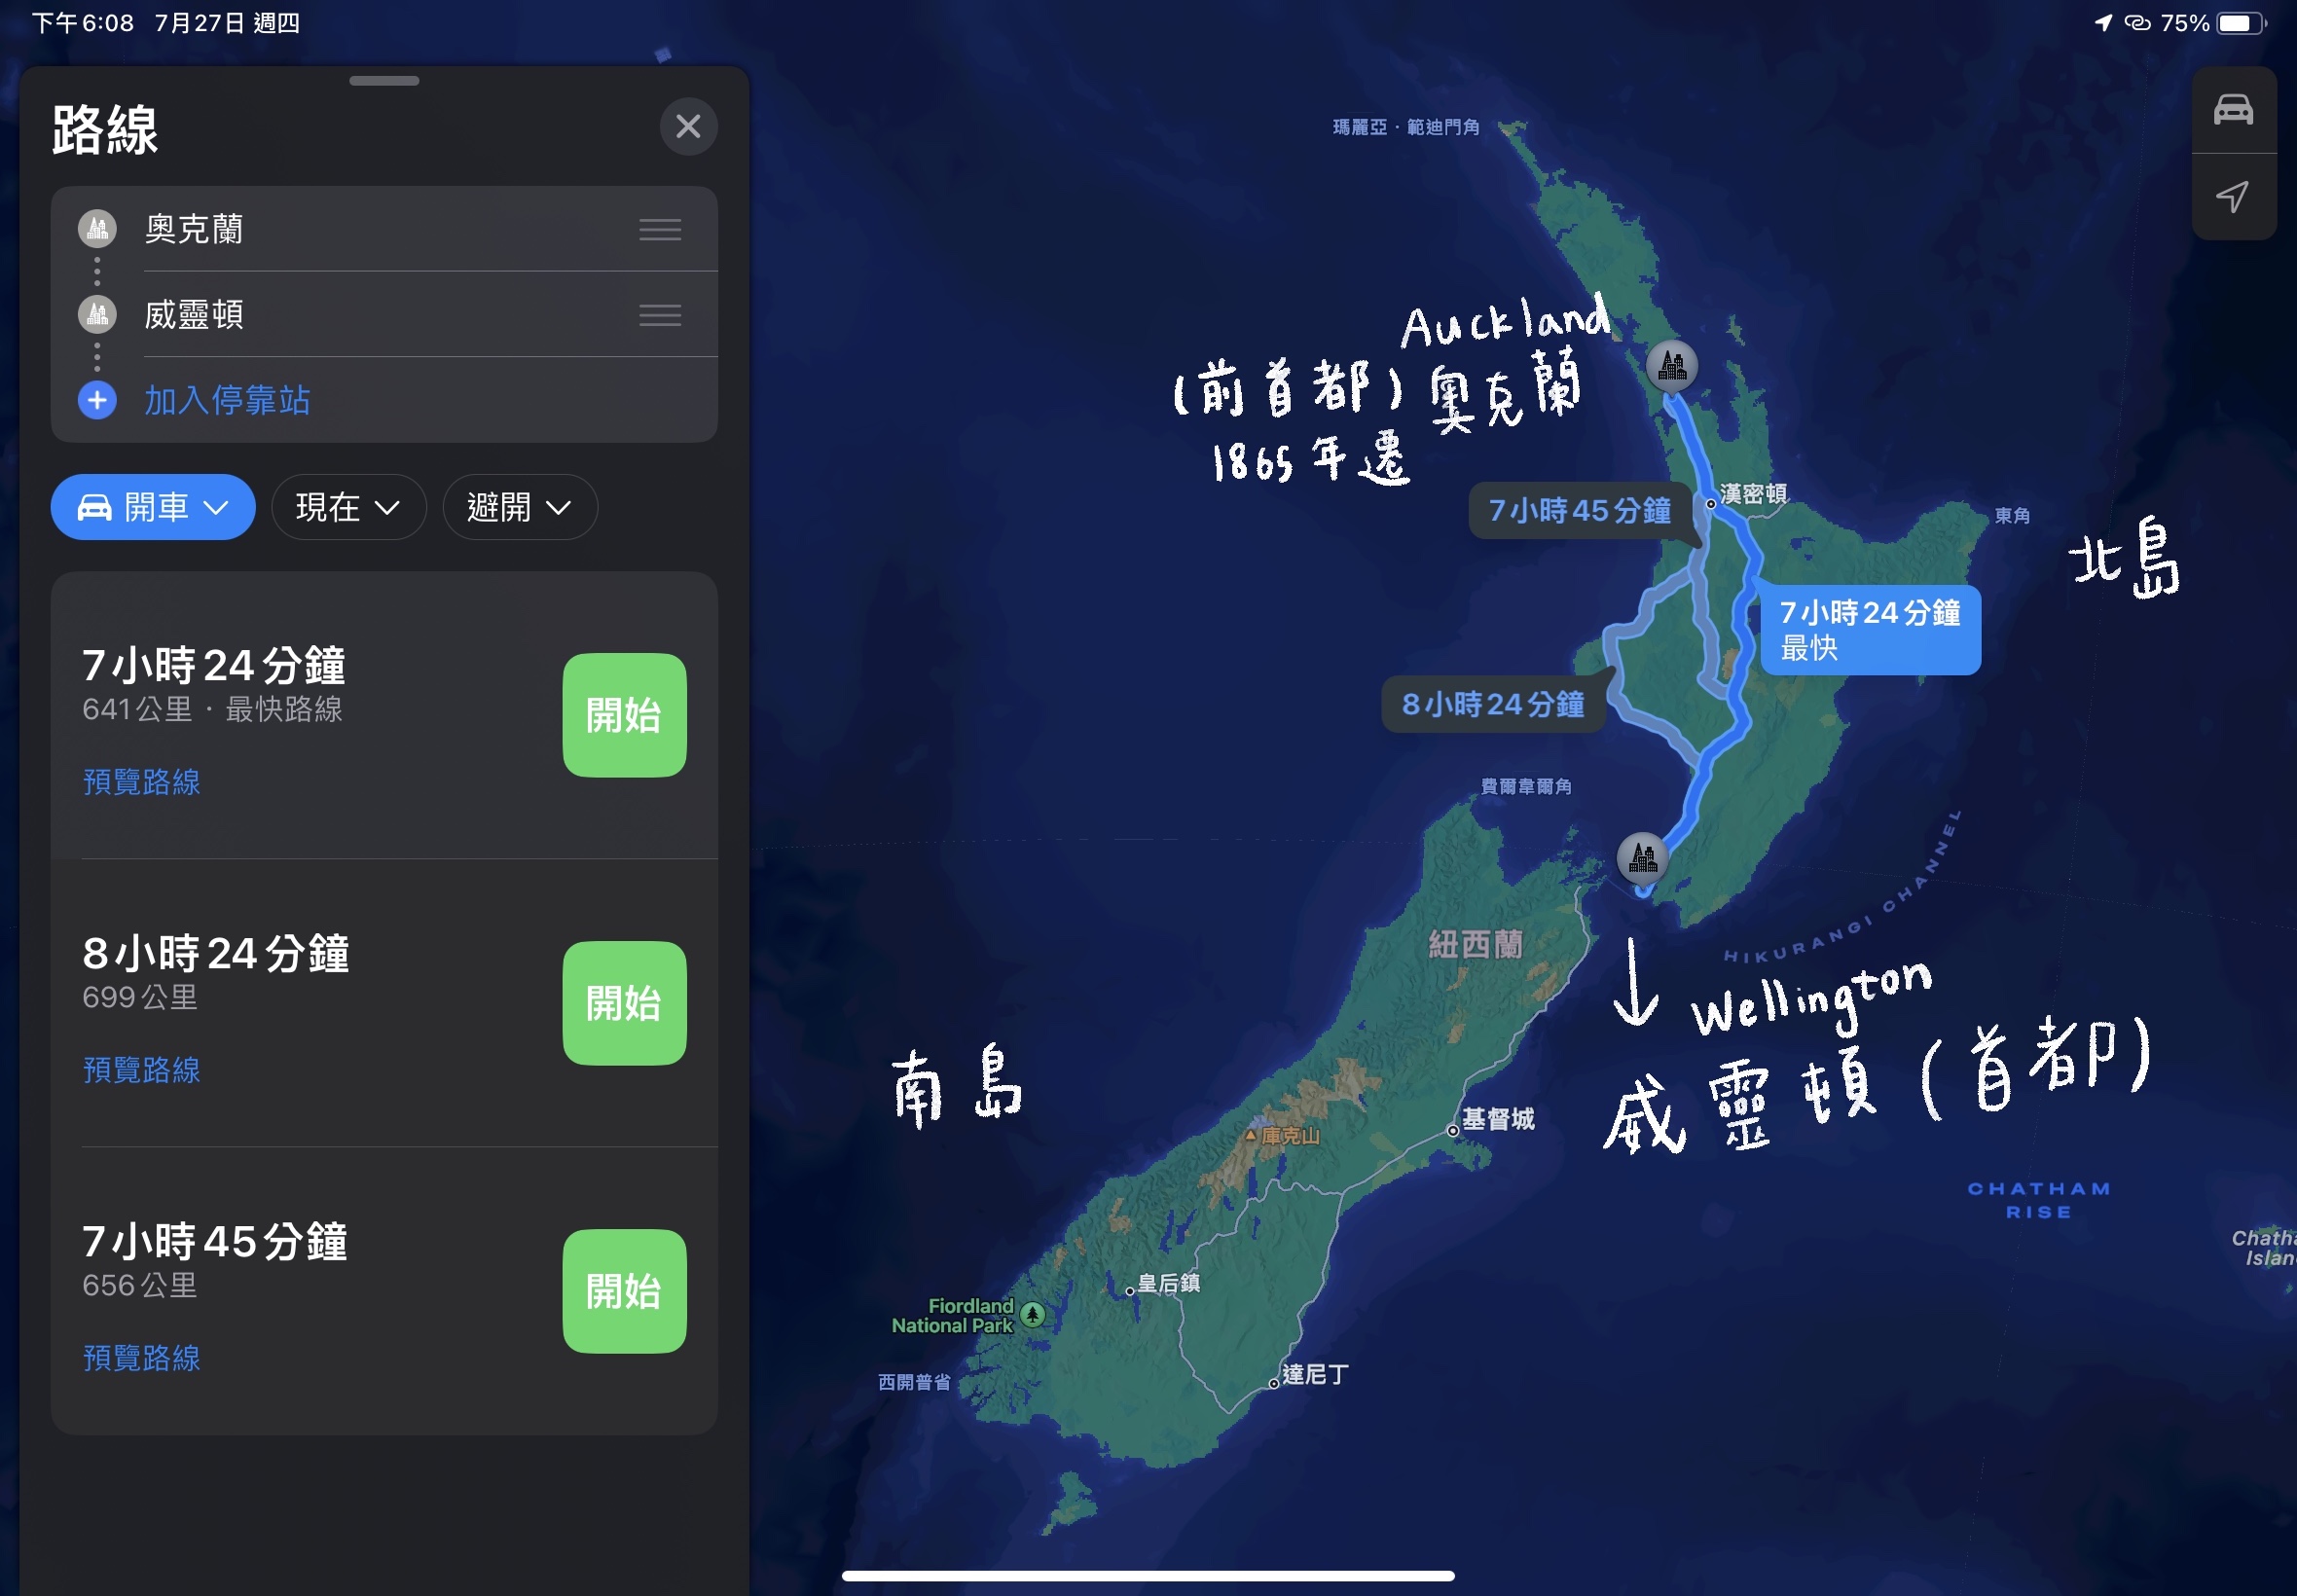 下午6:08 7月27日 週四
75%
路線
奧克蘭
威靈頓
加入停靠站
開車 現在 避開
7小時24分鐘
641公里 · 最快路線
預覽路線
開始
8小時24分鐘
699公里
預覽路線
開始
7小時45分鐘
656公里
預覽路線
開始
瑪麗亞 · 範迪門角
Auckland
(前首都)奧克蘭
1865年遷
漢密頓
東角
7小時45分鐘
北島
7小時24分鐘
最快
8小時24分鐘
費爾韋爾角
HIKURANGI CHANNEL
紐西蘭
Wellington
威靈頓(首都)
南島
基督城
庫克山
CHATHAM
RISE
Chatha
Islan
皇后鎮
Fiordland
National Park
西開普省
達尼丁